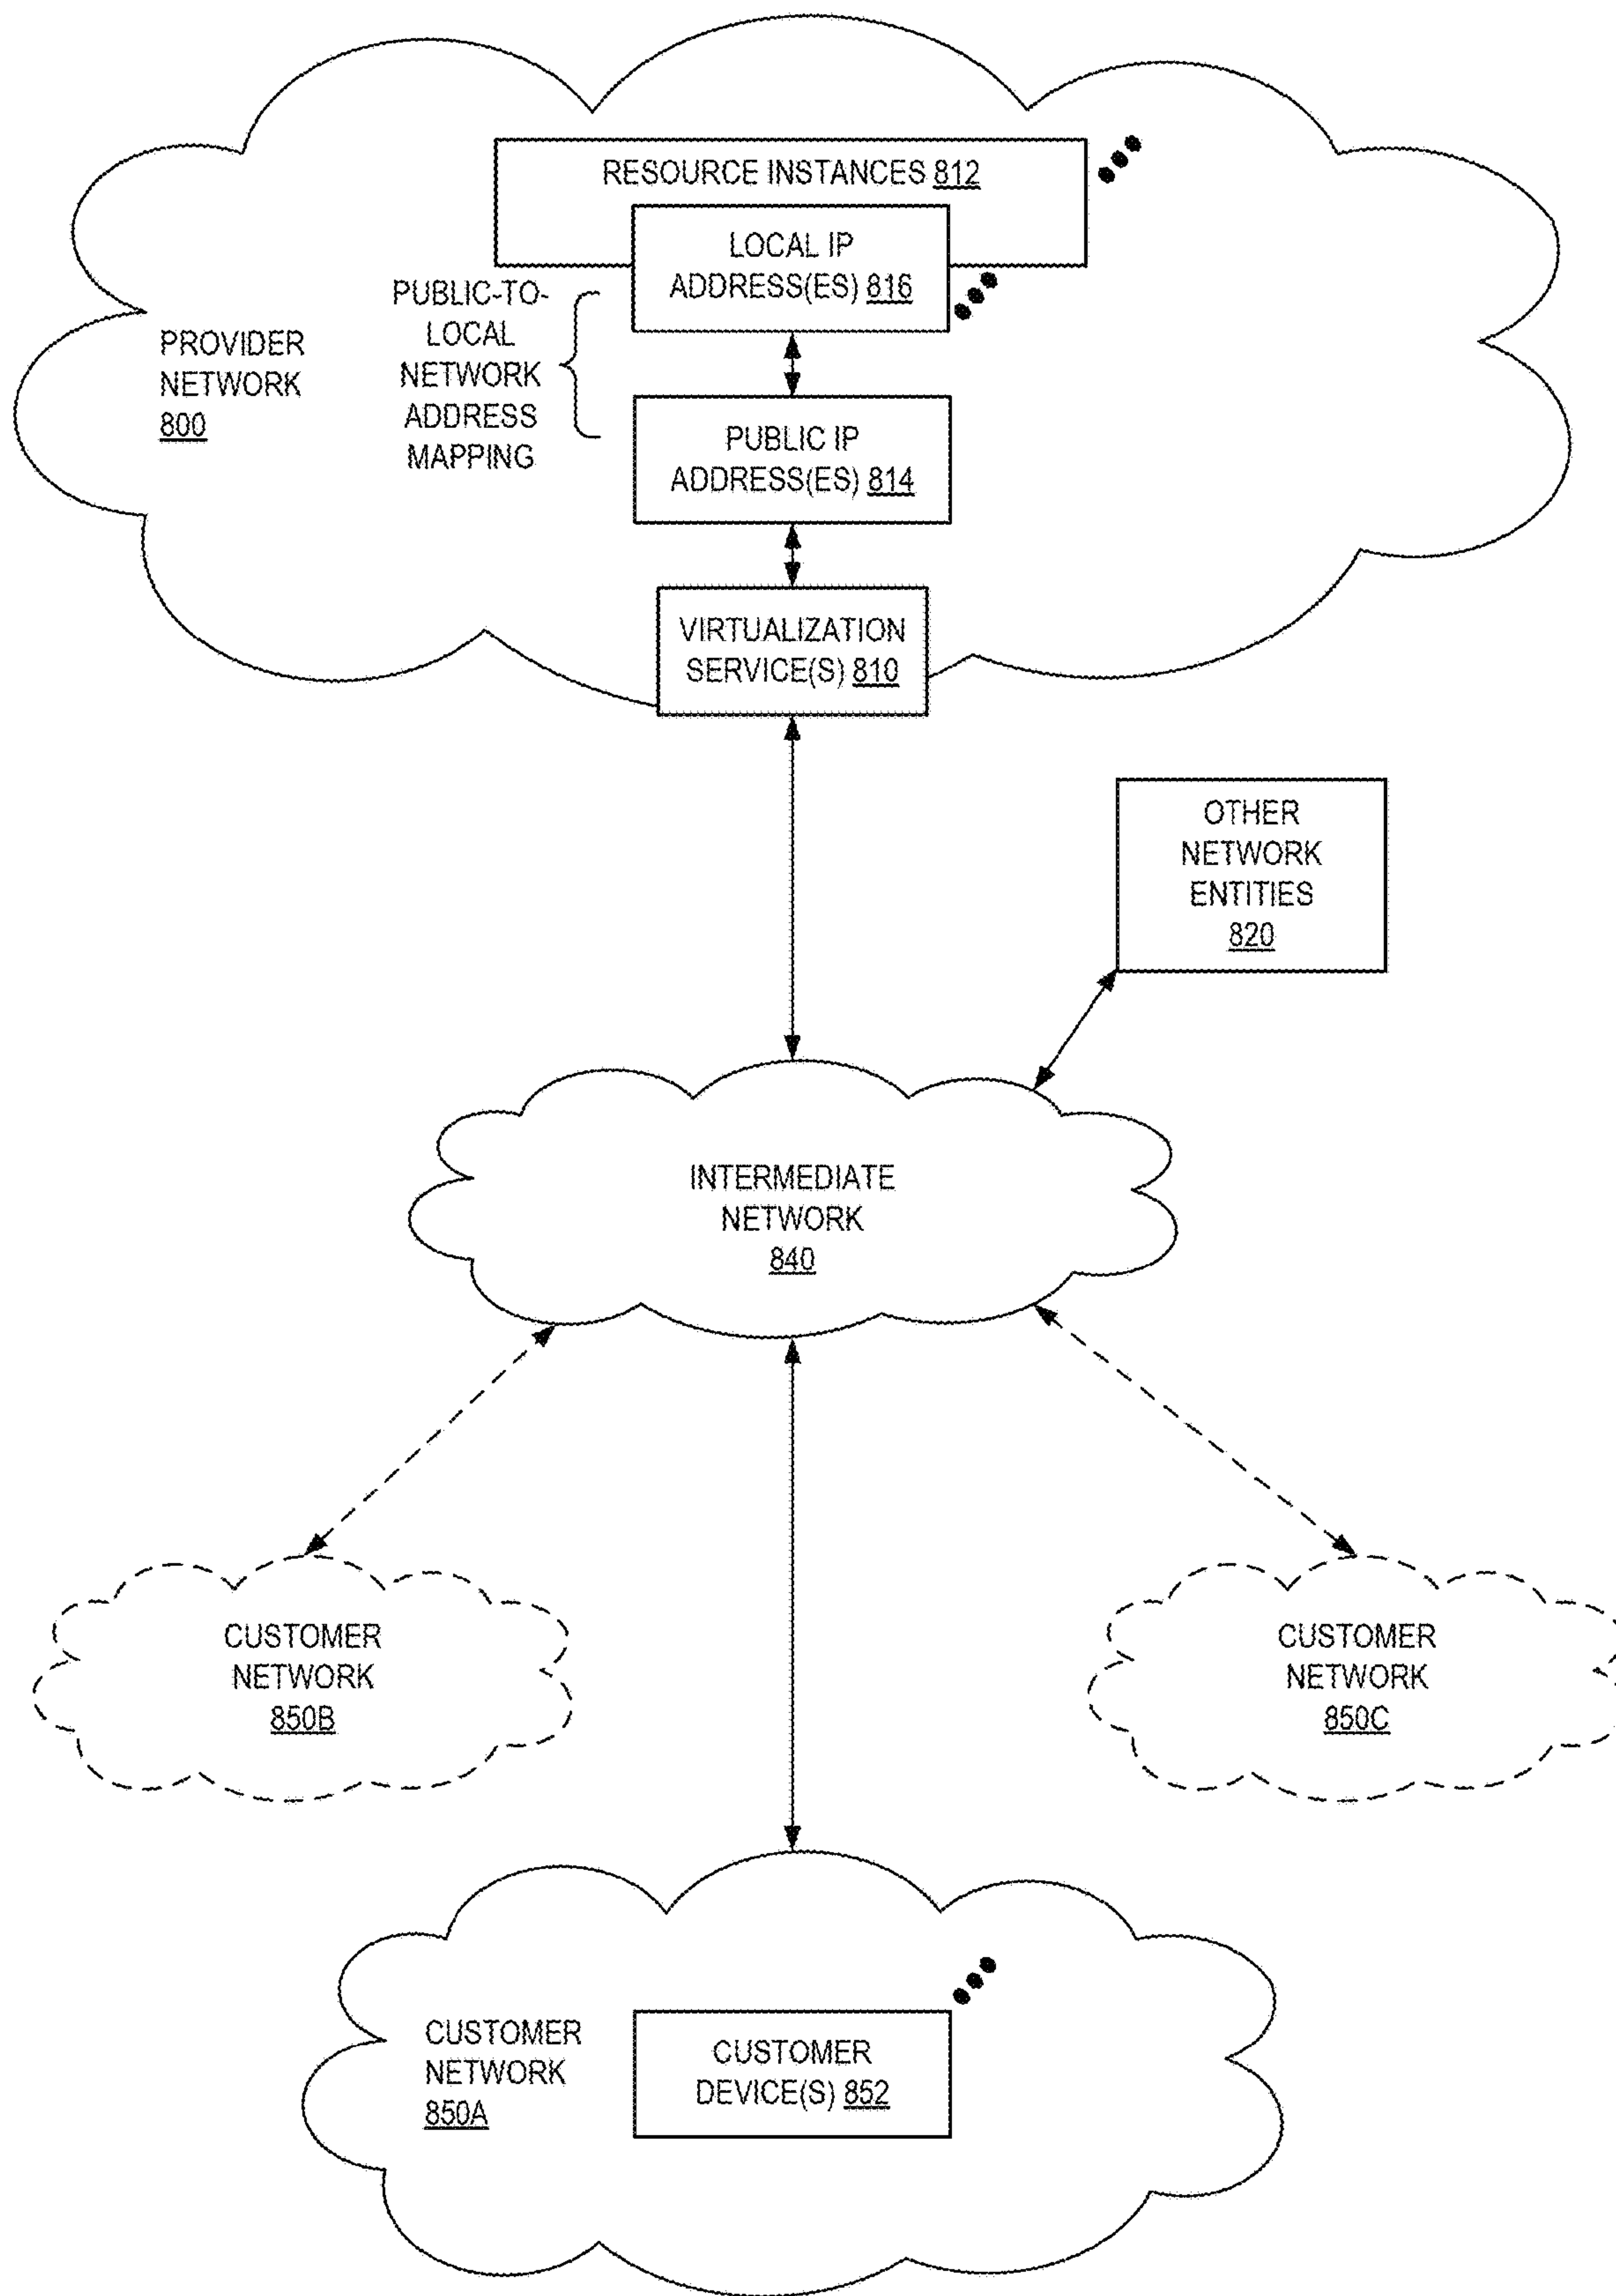 RESOURCE INSTANCES 812
LOCAL IP
ADDRESS(ES) 816
PUBLIC-TO-
LOCAL
NETWORK
ADDRESS
MAPPING
PROVIDER
NETWORK
800
PUBLIC IP
ADDRESS(ES) 814
VIRTUALIZATION
SERVICE(S) 810
OTHER
NETWORK
ENTITIES
820
INTERMEDIATE
NETWORK
840
CUSTOMER
NETWORK
850B
CUSTOMER
NETWORK
850C
CUSTOMER
NETWORK
850A
CUSTOMER
DEVICE(S) 852